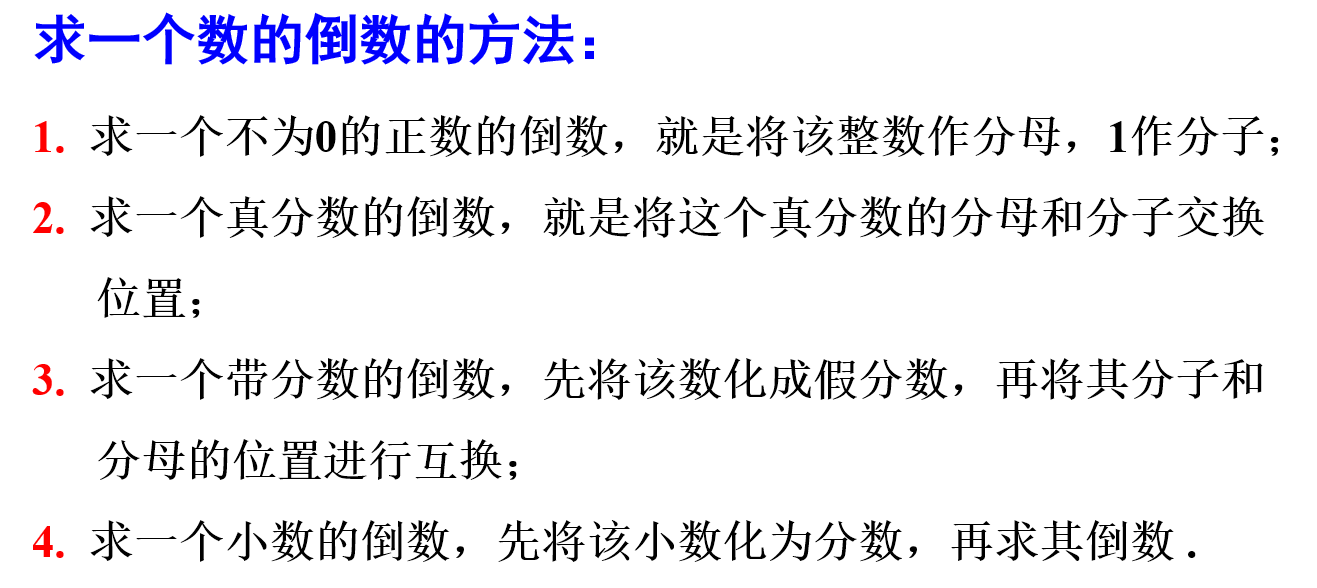 求一个数的倒数的方法：
1. 求一个不为0的正数的倒数，就是将该整数作分母，1作分子；
2. 求一个真分数的倒数，就是将这个真分数的分母和分子交换
位置；
3. 求一个带分数的倒数，先将该数化成假分数，再将其分子和
分母的位置进行互换；
4. 求一个小数的倒数，先将该小数化为分数，再求其倒数．